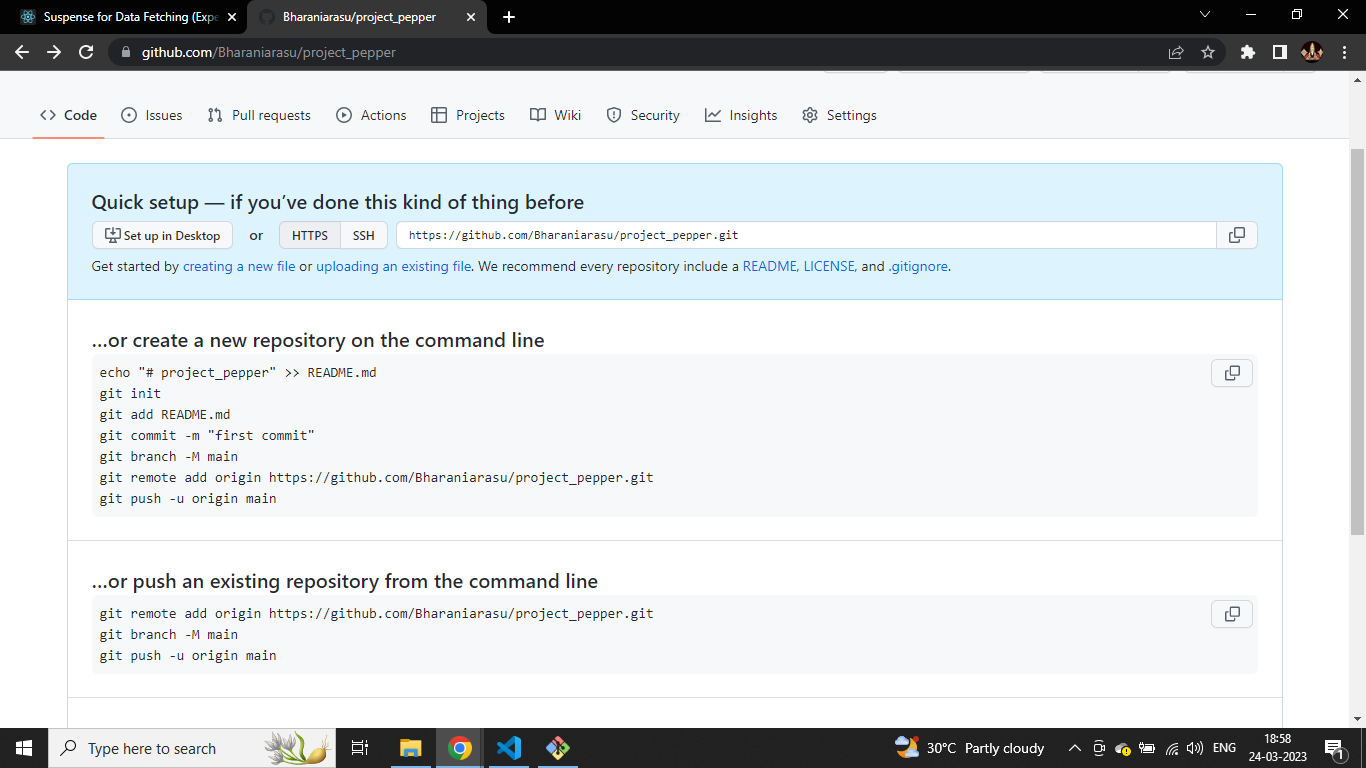 Suspense for Data Fetching (Expe
Bharaniarasu/project_pepper
github.com/Bharaniarasu/project_pepper
Code Issues Pull requests Actions Projects Wiki Security Insights Settings
Quick setup — if you’ve done this kind of thing before
Set up in Desktop or HTTPS SSH https://github.com/Bharaniarasu/project_pepper.git
Get started by creating a new file or uploading an existing file. We recommend every repository include a README, LICENSE, and .gitignore.
…or create a new repository on the command line
echo "# project_pepper" >> README.md
git init
git add README.md
git commit -m "first commit"
git branch -M main
git remote add origin https://github.com/Bharaniarasu/project_pepper.git
git push -u origin main
…or push an existing repository from the command line
git remote add origin https://github.com/Bharaniarasu/project_pepper.git
git branch -M main
git push -u origin main
Type here to search
30°C Partly cloudy
ENG
18:58
24-03-2023
1